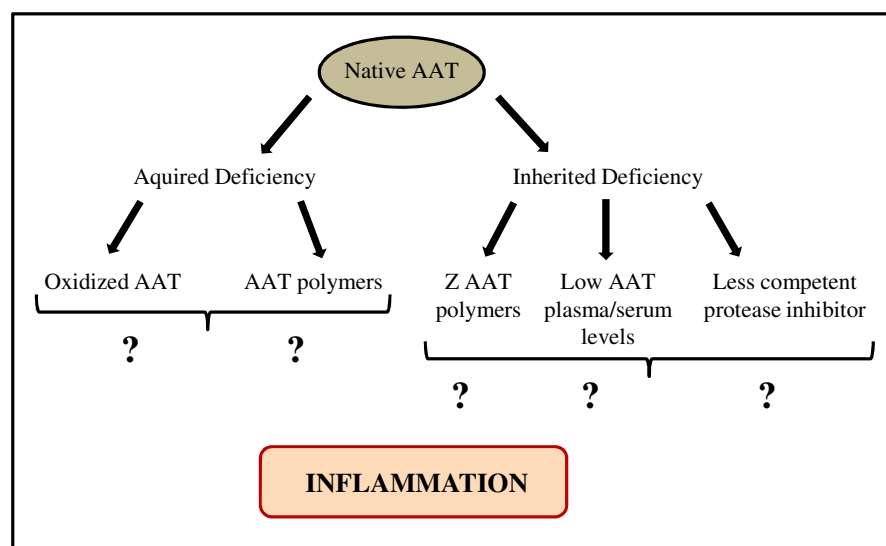 Native AAT
Aquired Deficiency
Inherited Deficiency
Oxidized AAT
AAT polymers
Z AAT
polymers
Low AAT
plasma/serum
levels
Less competent
protease inhibitor
?
?
?
?
?
INFLAMMATION